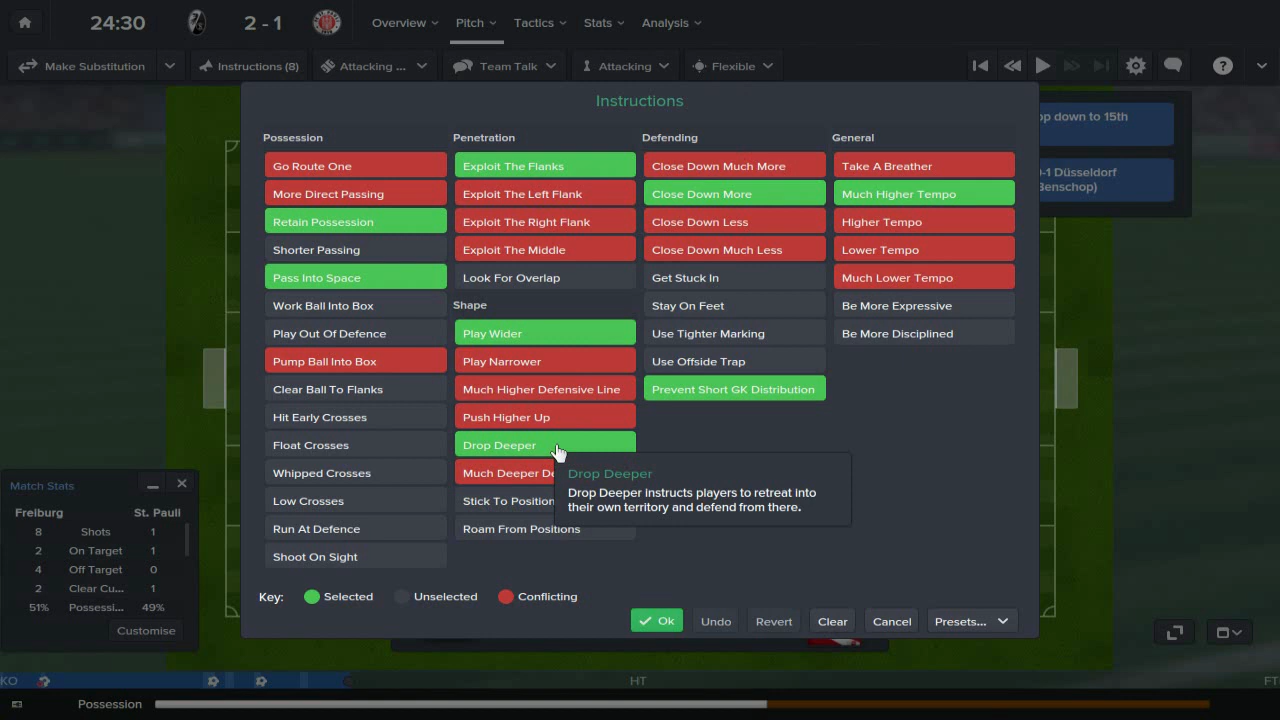 24:30
2 - 1
Overview
Pitch
Tactics
Stats
Analysis
Make Substitution
Instructions (8)
Attacking ...
Team Talk
Attacking
Flexible
?
Instructions
op down to 15th
-1 Düsseldorf
Benschop)
Possession
Go Route One
More Direct Passing
Retain Possession
Shorter Passing
Pass Into Space
Work Ball Into Box
Play Out Of Defence
Pump Ball Into Box
Clear Ball To Flanks
Hit Early Crosses
Float Crosses
Whipped Crosses
Low Crosses
Run At Defence
Shoot On Sight
Penetration
Exploit The Flanks
Exploit The Left Flank
Exploit The Right Flank
Exploit The Middle
Look For Overlap
Shape
Play Wider
Play Narrower
Much Higher Defensive Line
Push Higher Up
Drop Deeper
Much Deeper De
Stick To Position
Roam From Positions
Defending
Close Down Much More
Close Down More
Close Down Less
Close Down Much Less
Get Stuck In
Stay On Feet
Use Tighter Marking
Use Offside Trap
Prevent Short GK Distribution
General
Take A Breather
Much Higher Tempo
Higher Tempo
Lower Tempo
Much Lower Tempo
Be More Expressive
Be More Disciplined
Drop Deeper
Drop Deeper instructs players to retreat into
their own territory and defend from there.
Key:
Selected
Unselected
Conflicting
Ok
Undo
Revert
Clear
Cancel
Presets...
Match Stats
Freiburg St. Pauli
8 Shots 1
2 On Target 1
4 Off Target 0
2 Clear Cu... 1
51% Possessi... 49%
Customise
KO
HT
FT
Possession